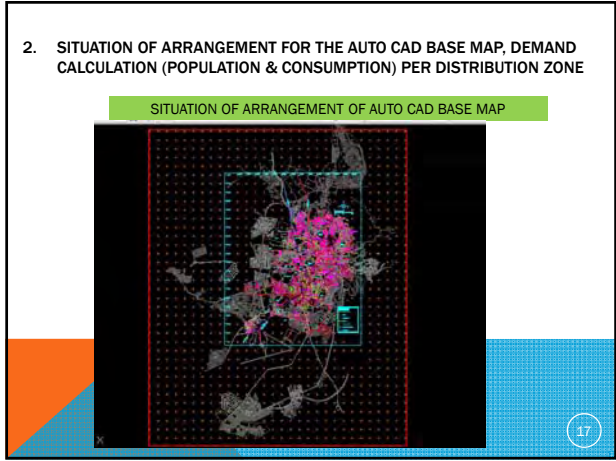 2. SITUATION OF ARRANGEMENT FOR THE AUTO CAD BASE MAP, DEMAND
CALCULATION (POPULATION & CONSUMPTION) PER DISTRIBUTION ZONE
SITUATION OF ARRANGEMENT OF AUTO CAD BASE MAP
X
17